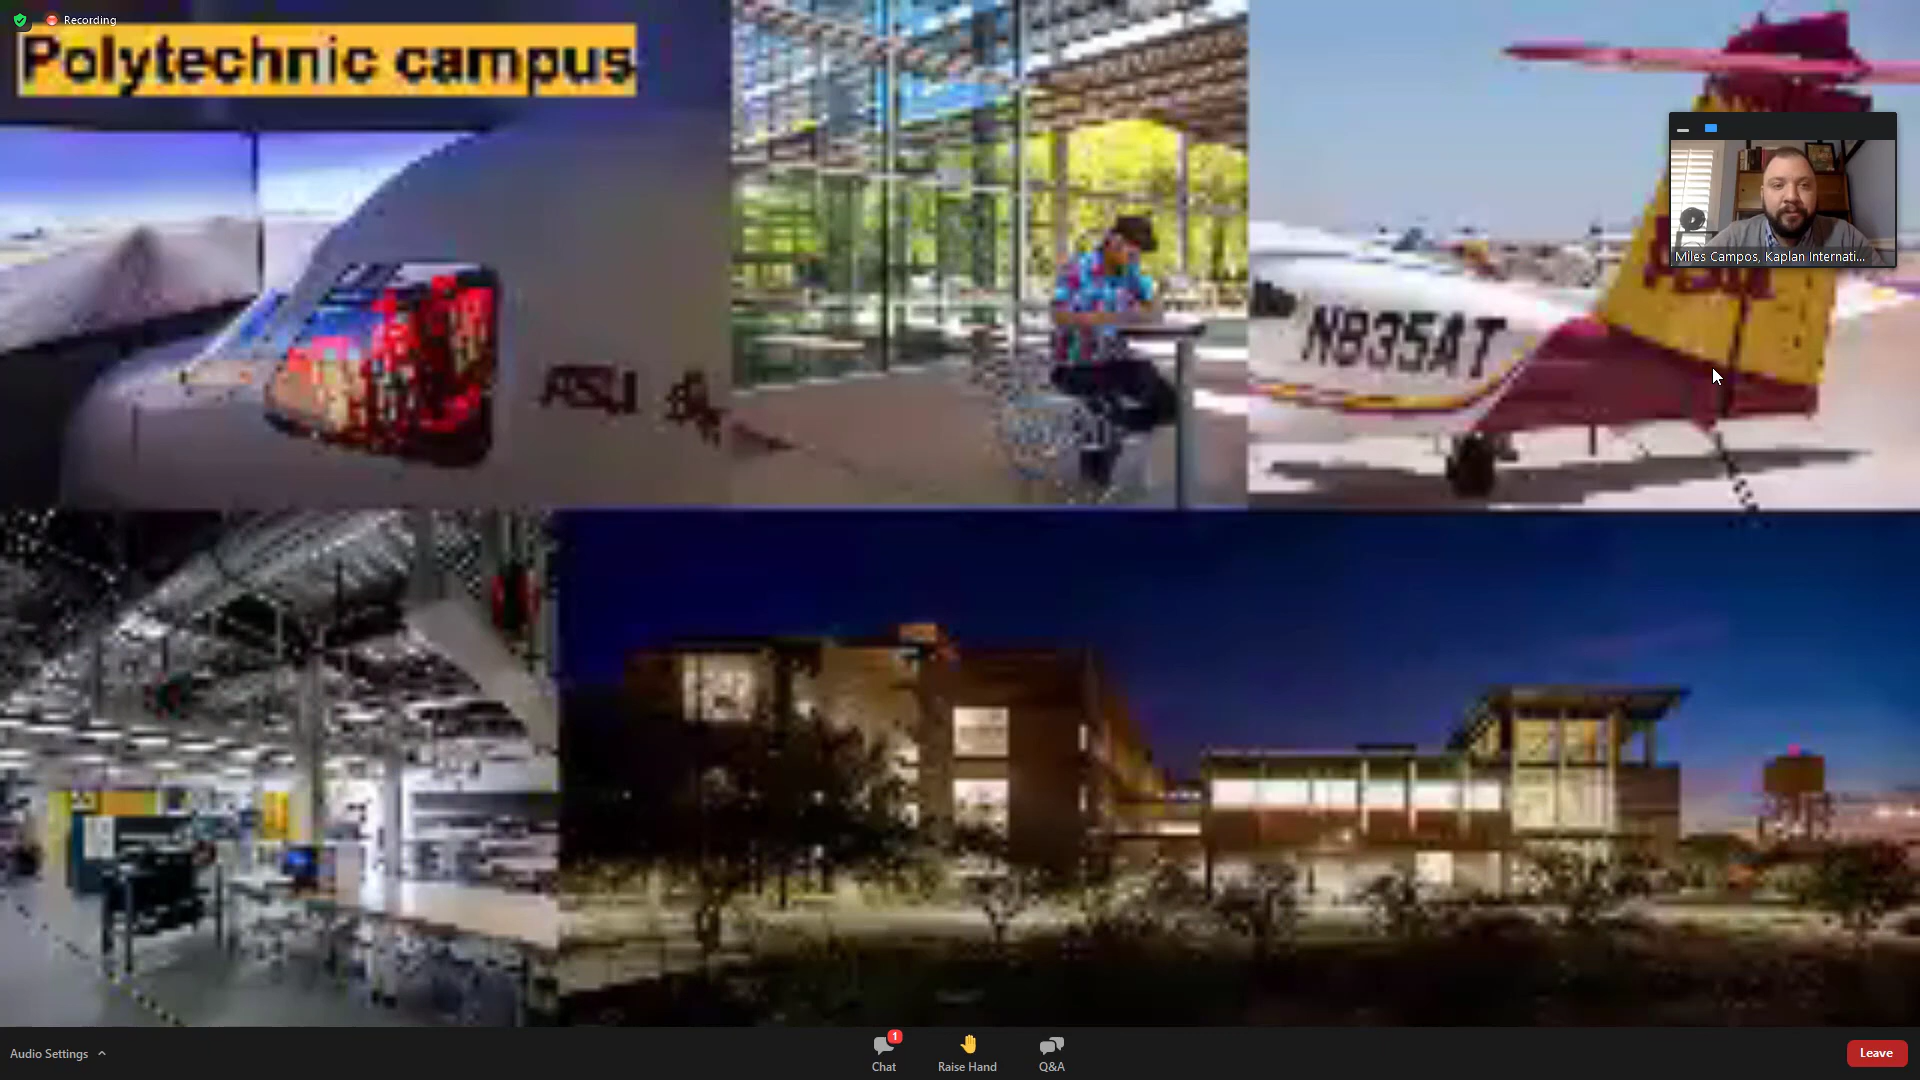 Recording
Polytechnic campus
ASU
N835AT
Miles Campos, Kaplan Internati...
Audio Settings
1
Chat
Raise Hand
Q&A
Leave